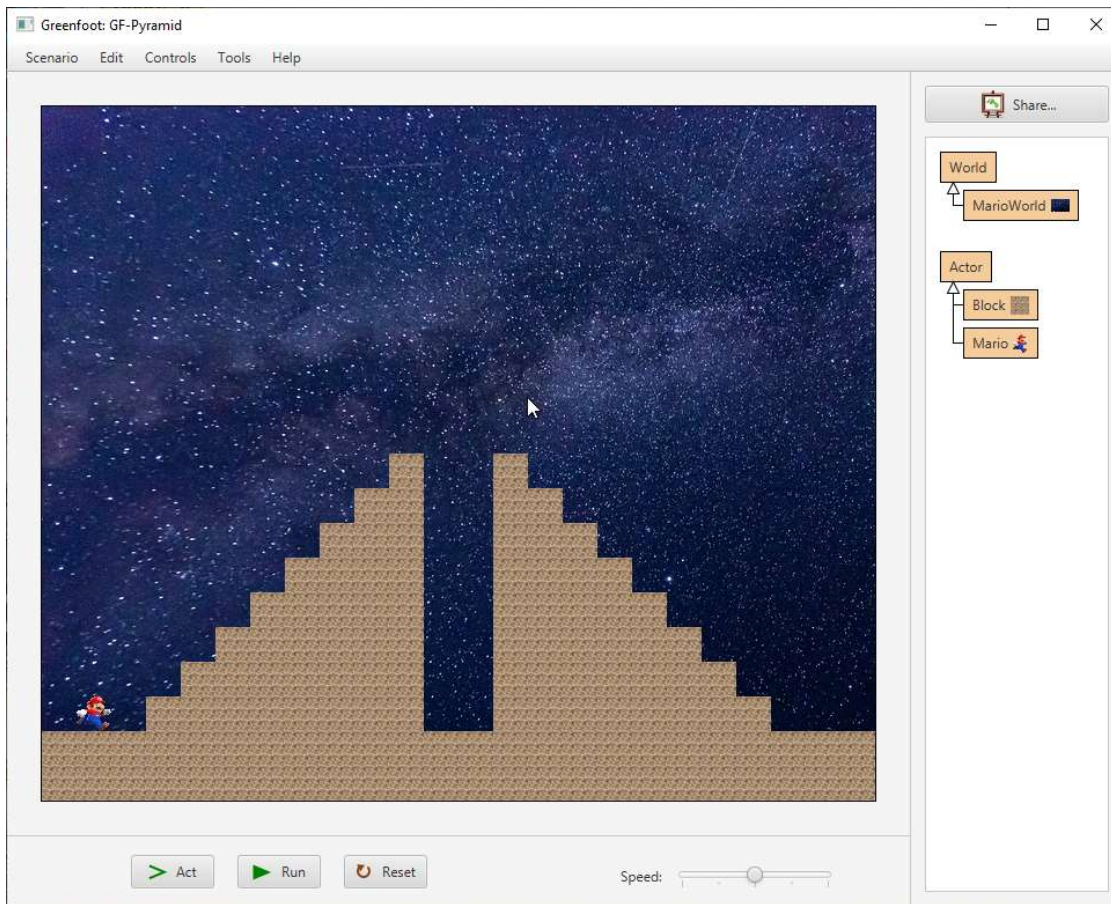 Greenfoot: GF-Pyramid
Scenario Edit Controls Tools Help
Share...
World
MarioWorld
Actor
Block
Mario
Act Run Reset Speed: